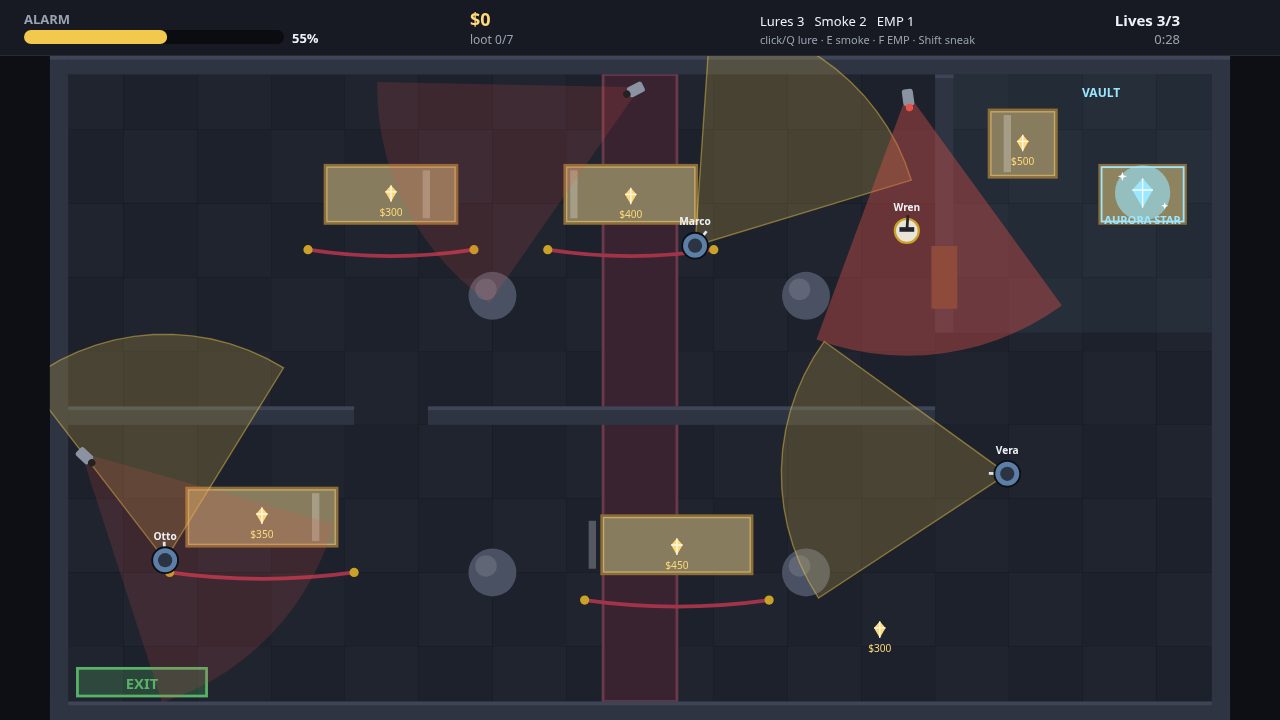 ALARM
55%
$0
loot 0/7
Lures 3 Smoke 2 EMP 1
click/Q lure · E smoke · F EMP · Shift sneak
Lives 3/3
0:28
VAULT
$500
AURORA STAR
$300
$400
Marco
Wren
Vera
Otto
$350
$450
$300
EXIT